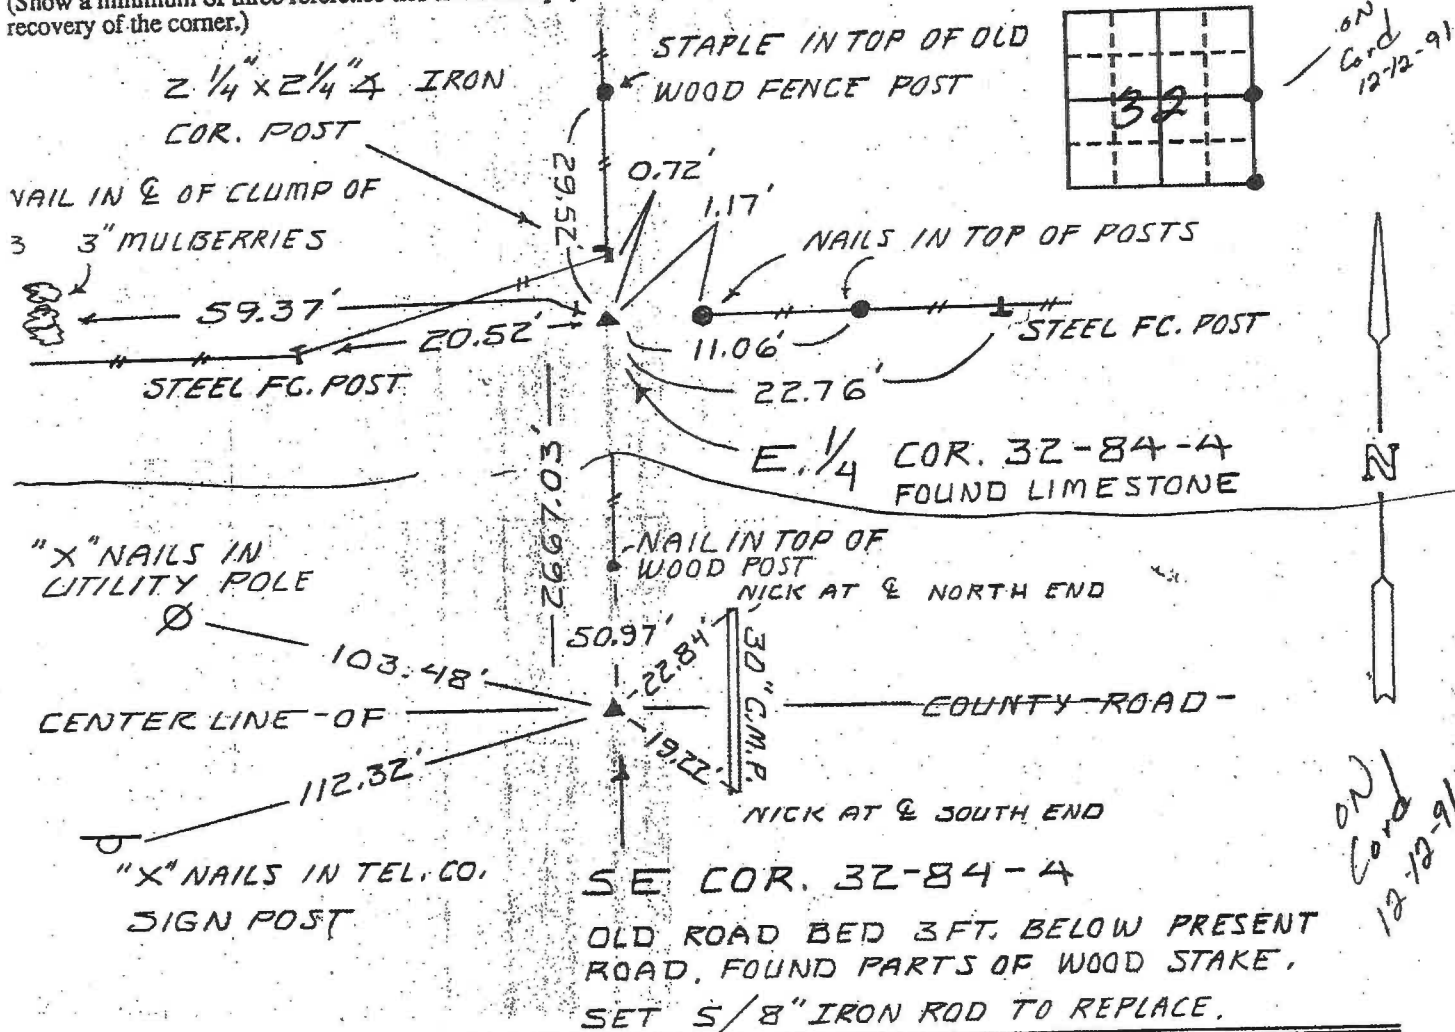 recovery of the corner.)
STAPLE IN TOP OF OLD
WOOD FENCE POST
2 1/4" x 2 1/4" ∡ IRON
COR. POST
ON
Cord
12-12-91
32
29.52'
0.72'
1.17'
NAIL IN ℄ OF CLUMP OF
3 3" MULBERRIES
NAILS IN TOP OF POSTS
59.37'
20.52'
11.06'
STEEL FC. POST
STEEL FC. POST
22.76'
E. 1/4 COR. 32-84-4
FOUND LIMESTONE
N
2667.03'
"X" NAILS IN
UTILITY POLE
NAIL IN TOP OF
WOOD POST
NICK AT ℄ NORTH END
50.97'
22.84'
30" C.M.P.
103.48'
CENTER LINE-OF
COUNTY-ROAD-
19.22'
112.32'
NICK AT ℄ SOUTH END
ON
Cord
12-12-91
"X" NAILS IN TEL. CO.
SIGN POST
SE COR. 32-84-4
OLD ROAD BED 3 FT. BELOW PRESENT
ROAD. FOUND PARTS OF WOOD STAKE.
SET 5/8" IRON ROD TO REPLACE.